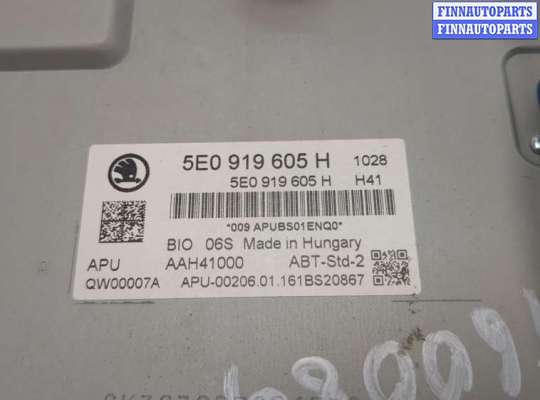 FINNAUTOPARTS
FINNAUTOPARTS
5E0 919 605 H 1028
5E0 919 605 H H41
*009 APUBS01ENQ0*
BIO 06S Made in Hungary
APU AAH41000 ABT-Std-2
QW00007A APU-00206.01.161BS20867